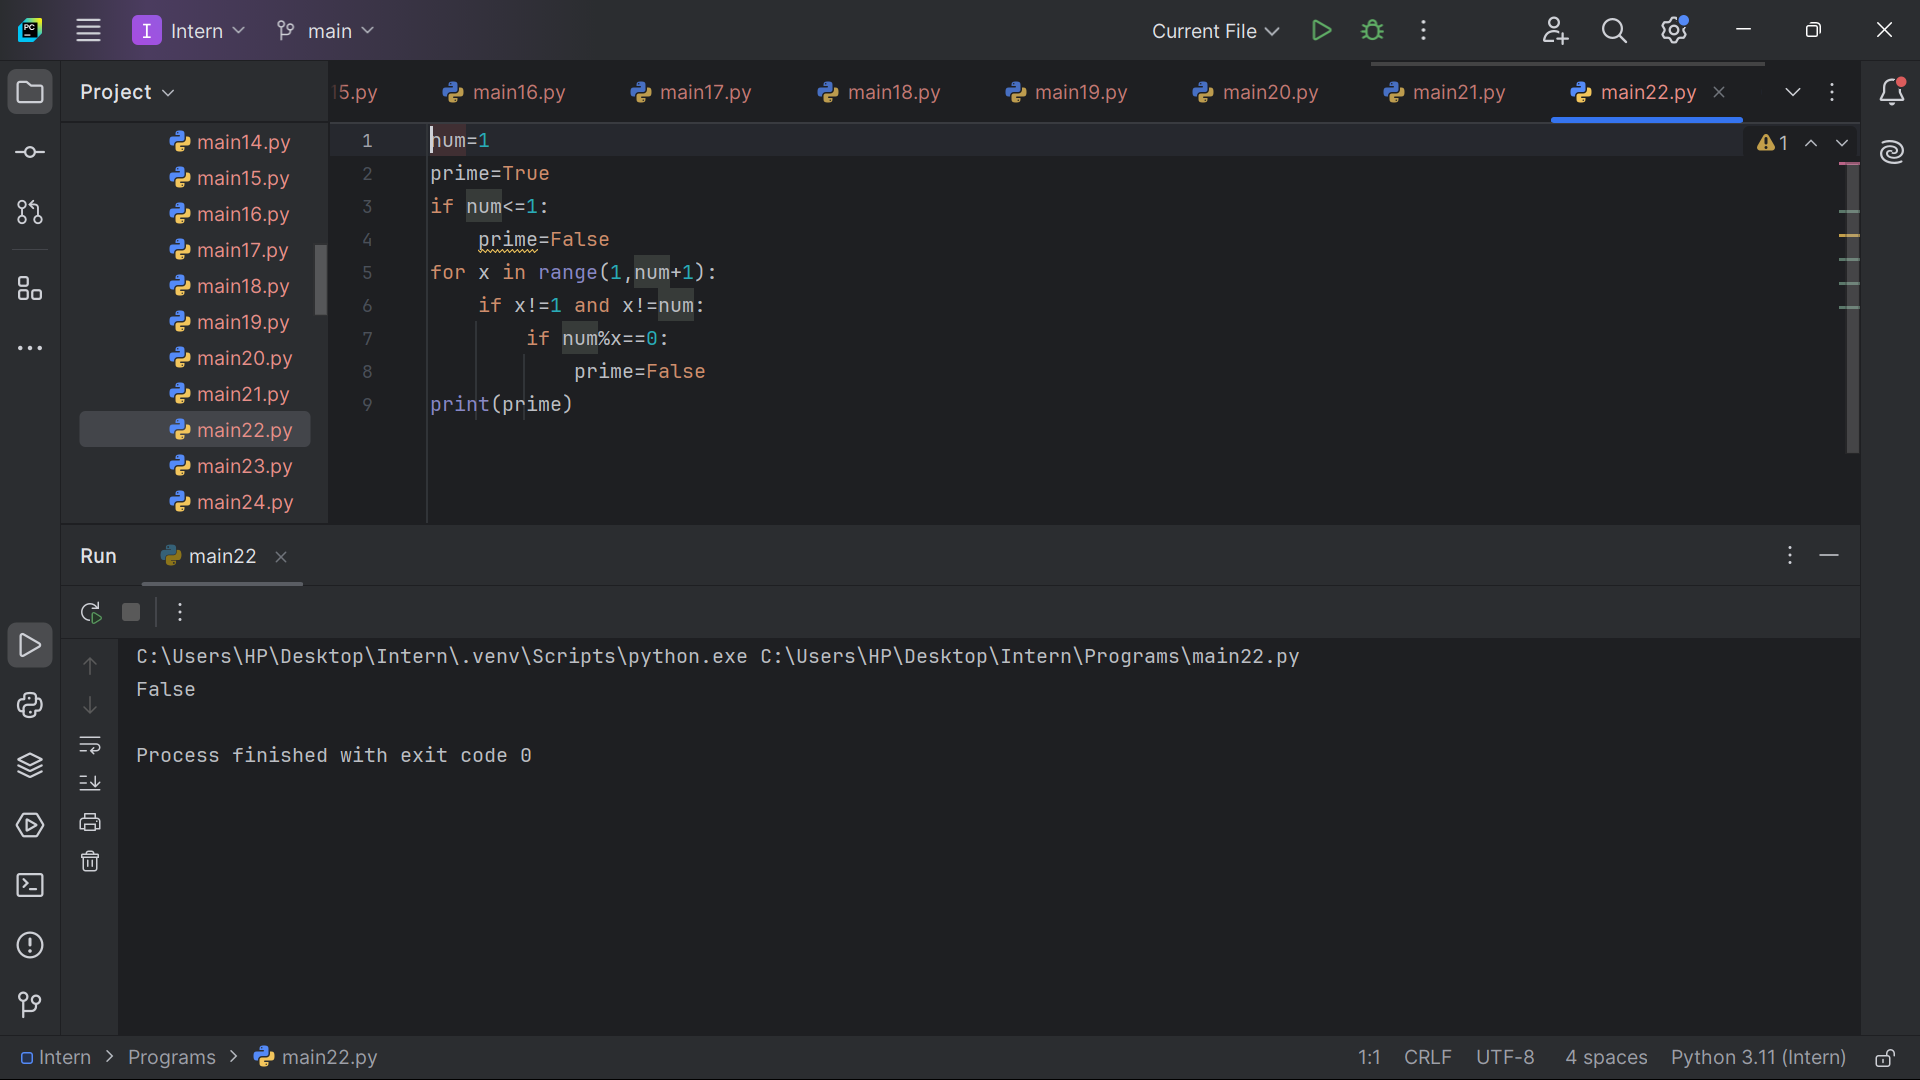 PC
I Intern main Current File
Project
15.py main16.py main17.py main18.py main19.py main20.py main21.py main22.py
main14.py
main15.py
main16.py
main17.py
main18.py
main19.py
main20.py
main21.py
main22.py
main23.py
main24.py
1 num=1
2 prime=True
3 if num<=1:
4     prime=False
5 for x in range(1,num+1):
6     if x!=1 and x!=num:
7         if num%x==0:
8             prime=False
9 print(prime)
1
Run main22
C:\Users\HP\Desktop\Intern\.venv\Scripts\python.exe C:\Users\HP\Desktop\Intern\Programs\main22.py
False
Process finished with exit code 0
Intern > Programs > main22.py 1:1 CRLF UTF-8 4 spaces Python 3.11 (Intern)